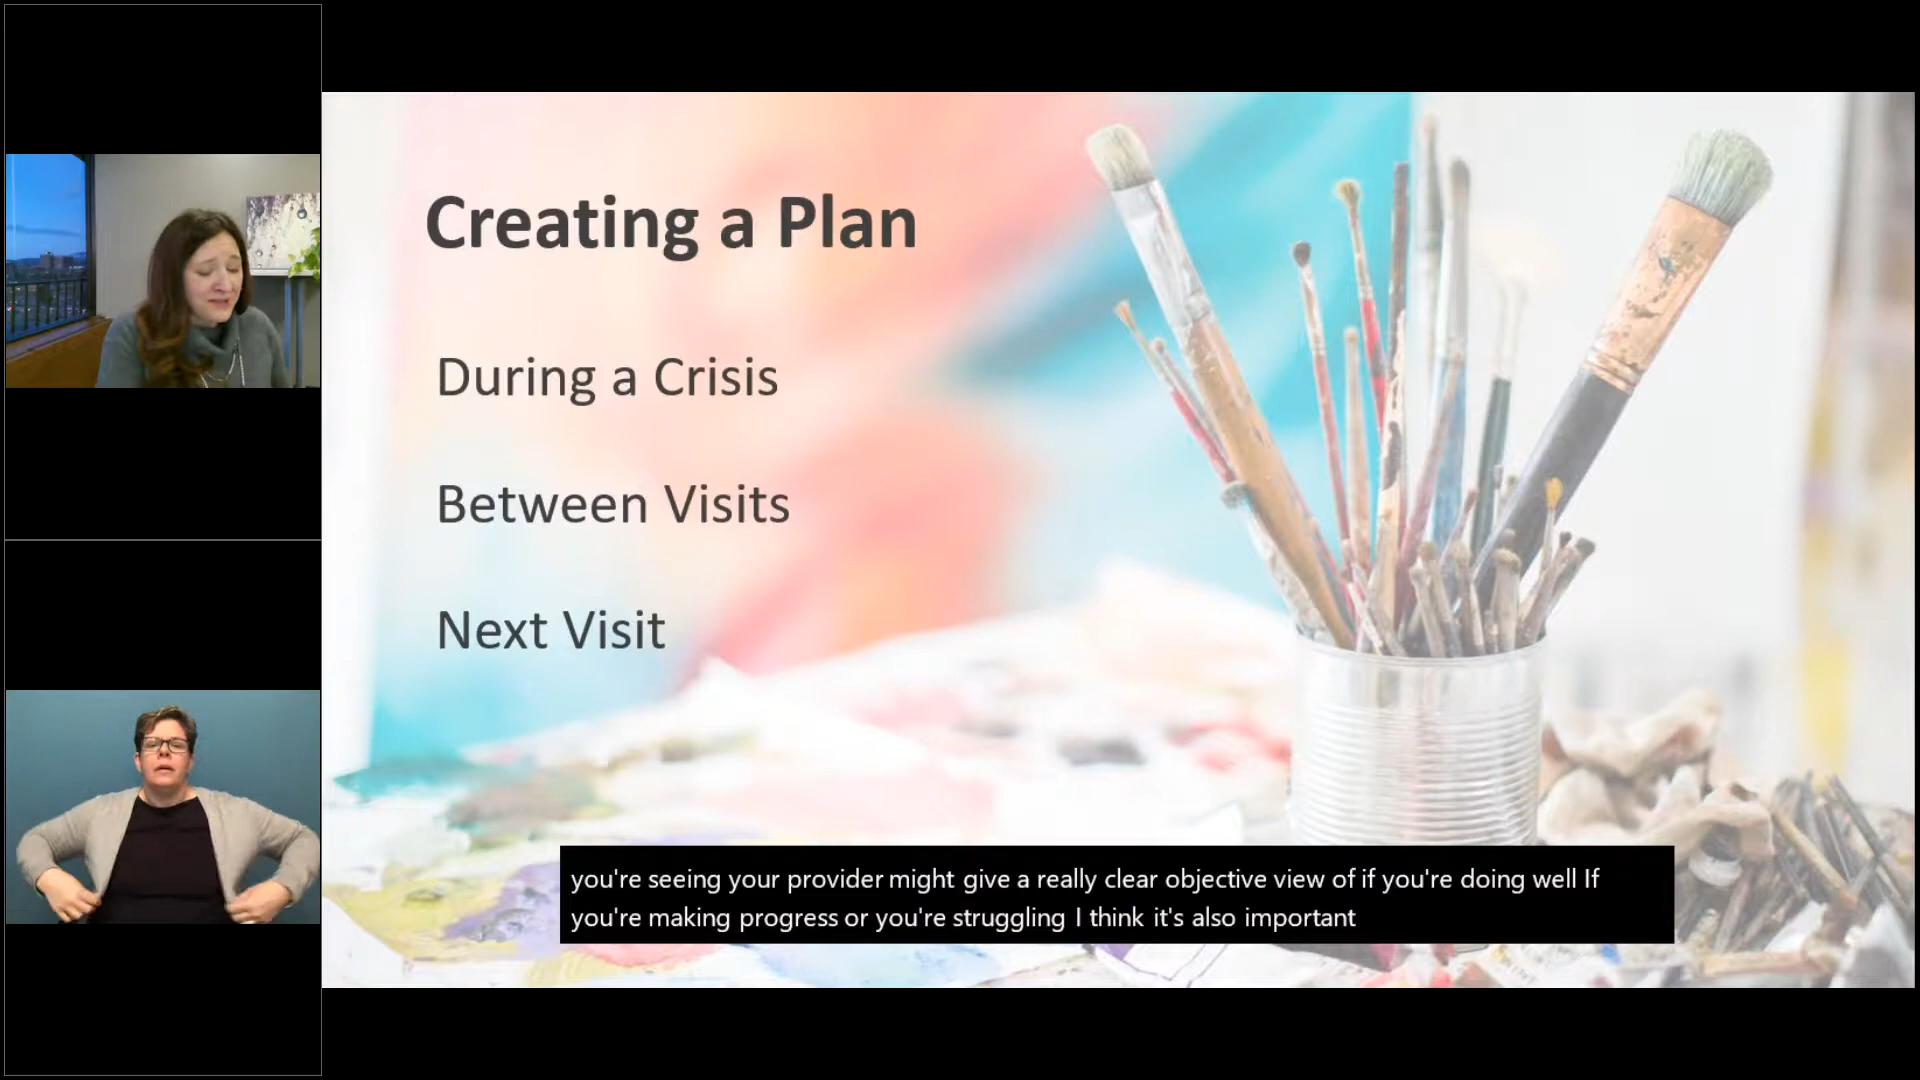 Creating a Plan
During a Crisis
Between Visits
Next Visit
you're seeing your provider might give a really clear objective view of if you're doing well If
you're making progress or you're struggling I think it's also important